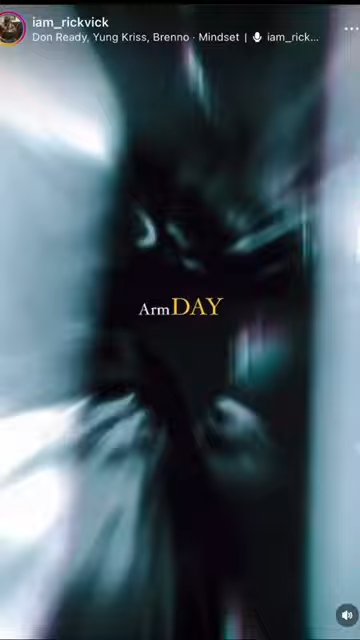 iam_rickvick
Don Ready, Yung Kriss, Brenno · Mindset | iam_rick...
ArmDAY